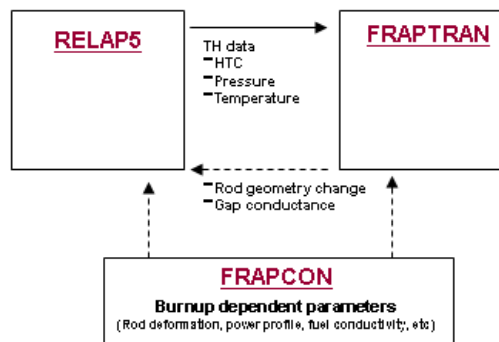 RELAP5
TH data
-HTC
-Pressure
-Temperature
FRAPTRAN
-Rod geometry change
-Gap conductance
FRAPCON
Burnup dependent parameters
(Rod deformation, power profile, fuel conductivity, etc)